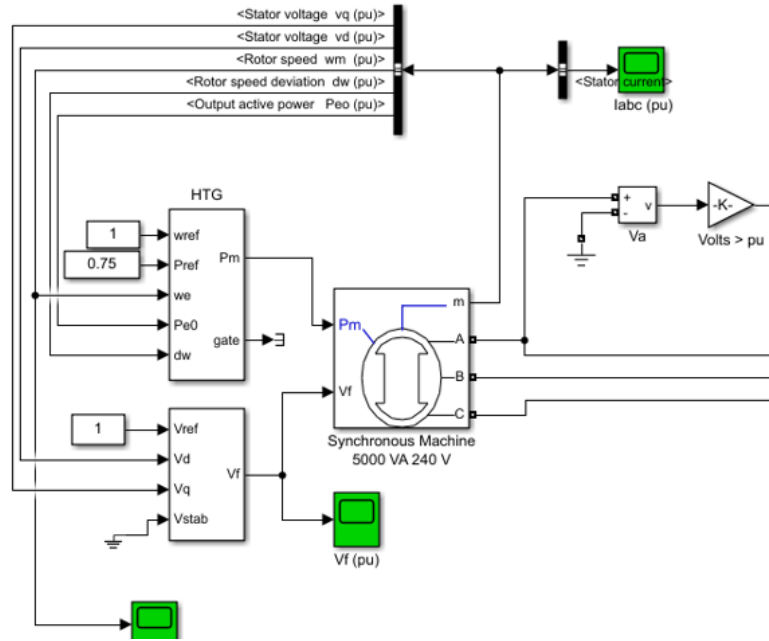 <Stator voltage vq (pu)>
<Stator voltage vd (pu)>
<Rotor speed wm (pu)>
<Rotor speed deviation dw (pu)>
<Output active power Peo (pu)>
<Stator current>
Iabc (pu)
HTG
1
wref
0.75
Pref
we
Pe0
dw
Pm
gate
+
-
v
Va
-K-
Volts > pu
Pm
Vf
m
A
B
C
Synchronous Machine
5000 VA 240 V
1
Vref
Vd
Vq
Vstab
Vf
Vf (pu)